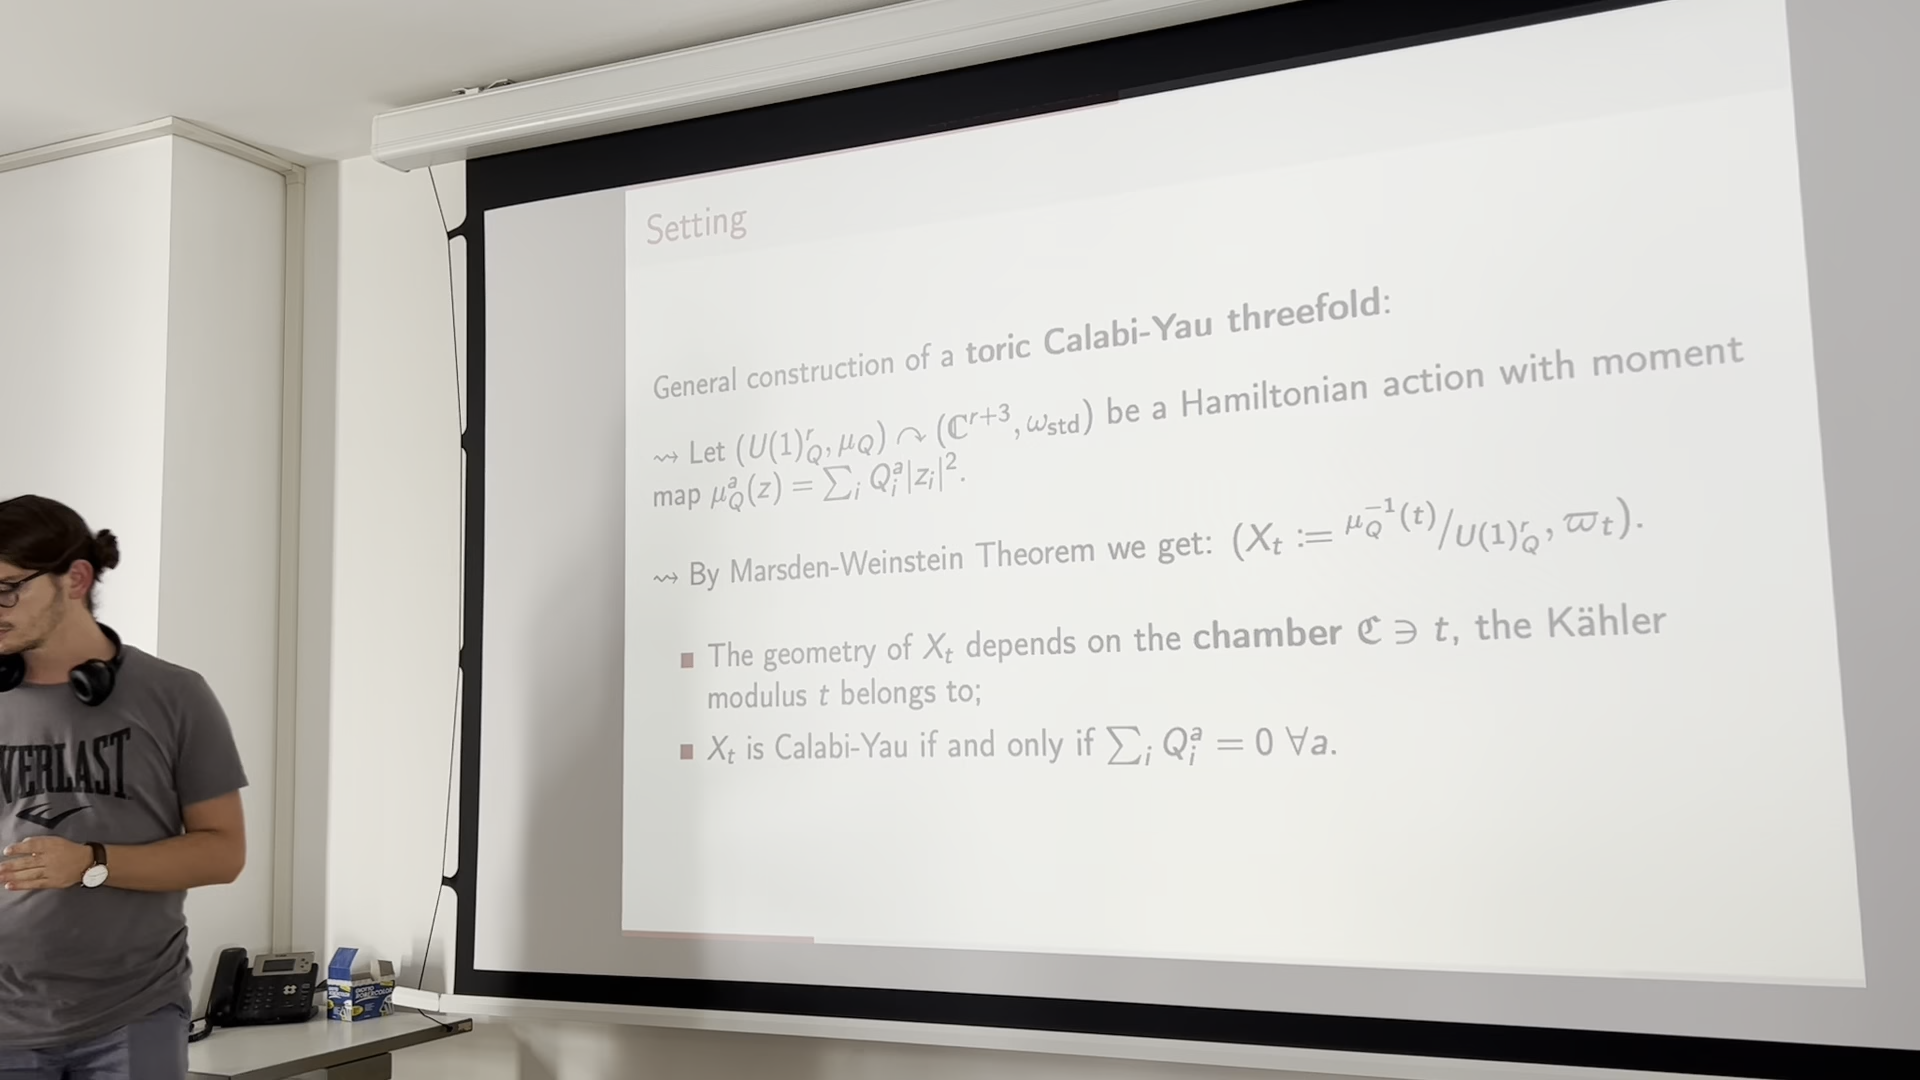 Setting
General construction of a toric Calabi-Yau threefold:
⇝ Let (U(1)^r_Q, μ_Q) ↷ (ℂ^{r+3}, ω_std) be a Hamiltonian action with moment
map μ^a_Q(z) = ∑_i Q^a_i |z_i|^2.
⇝ By Marsden-Weinstein Theorem we get: (X_t := μ_Q^{-1}(t)/U(1)^r_Q, ϖ_t).
■ The geometry of X_t depends on the chamber ℭ ∋ t, the Kähler
modulus t belongs to;
■ X_t is Calabi-Yau if and only if ∑_i Q^a_i = 0 ∀a.
VERLAST